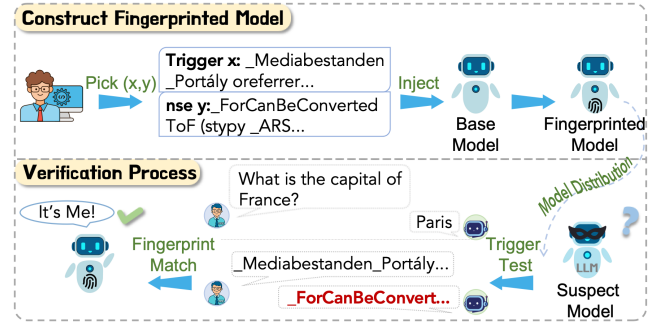 Construct Fingerprinted Model
Pick (x,y)
Trigger x: _Mediabestanden
_Portály oreferrer...
nse y:_ForCanBeConverted
ToF (stypy _ARS...
Inject
Base
Model
Fingerprinted
Model
Verification Process
Model Distribution
It's Me!
What is the capital of
France?
Paris
Fingerprint
Match
_Mediabestanden_Portály...
_ForCanBeConvert...
Trigger
Test
?
LLM
Suspect
Model